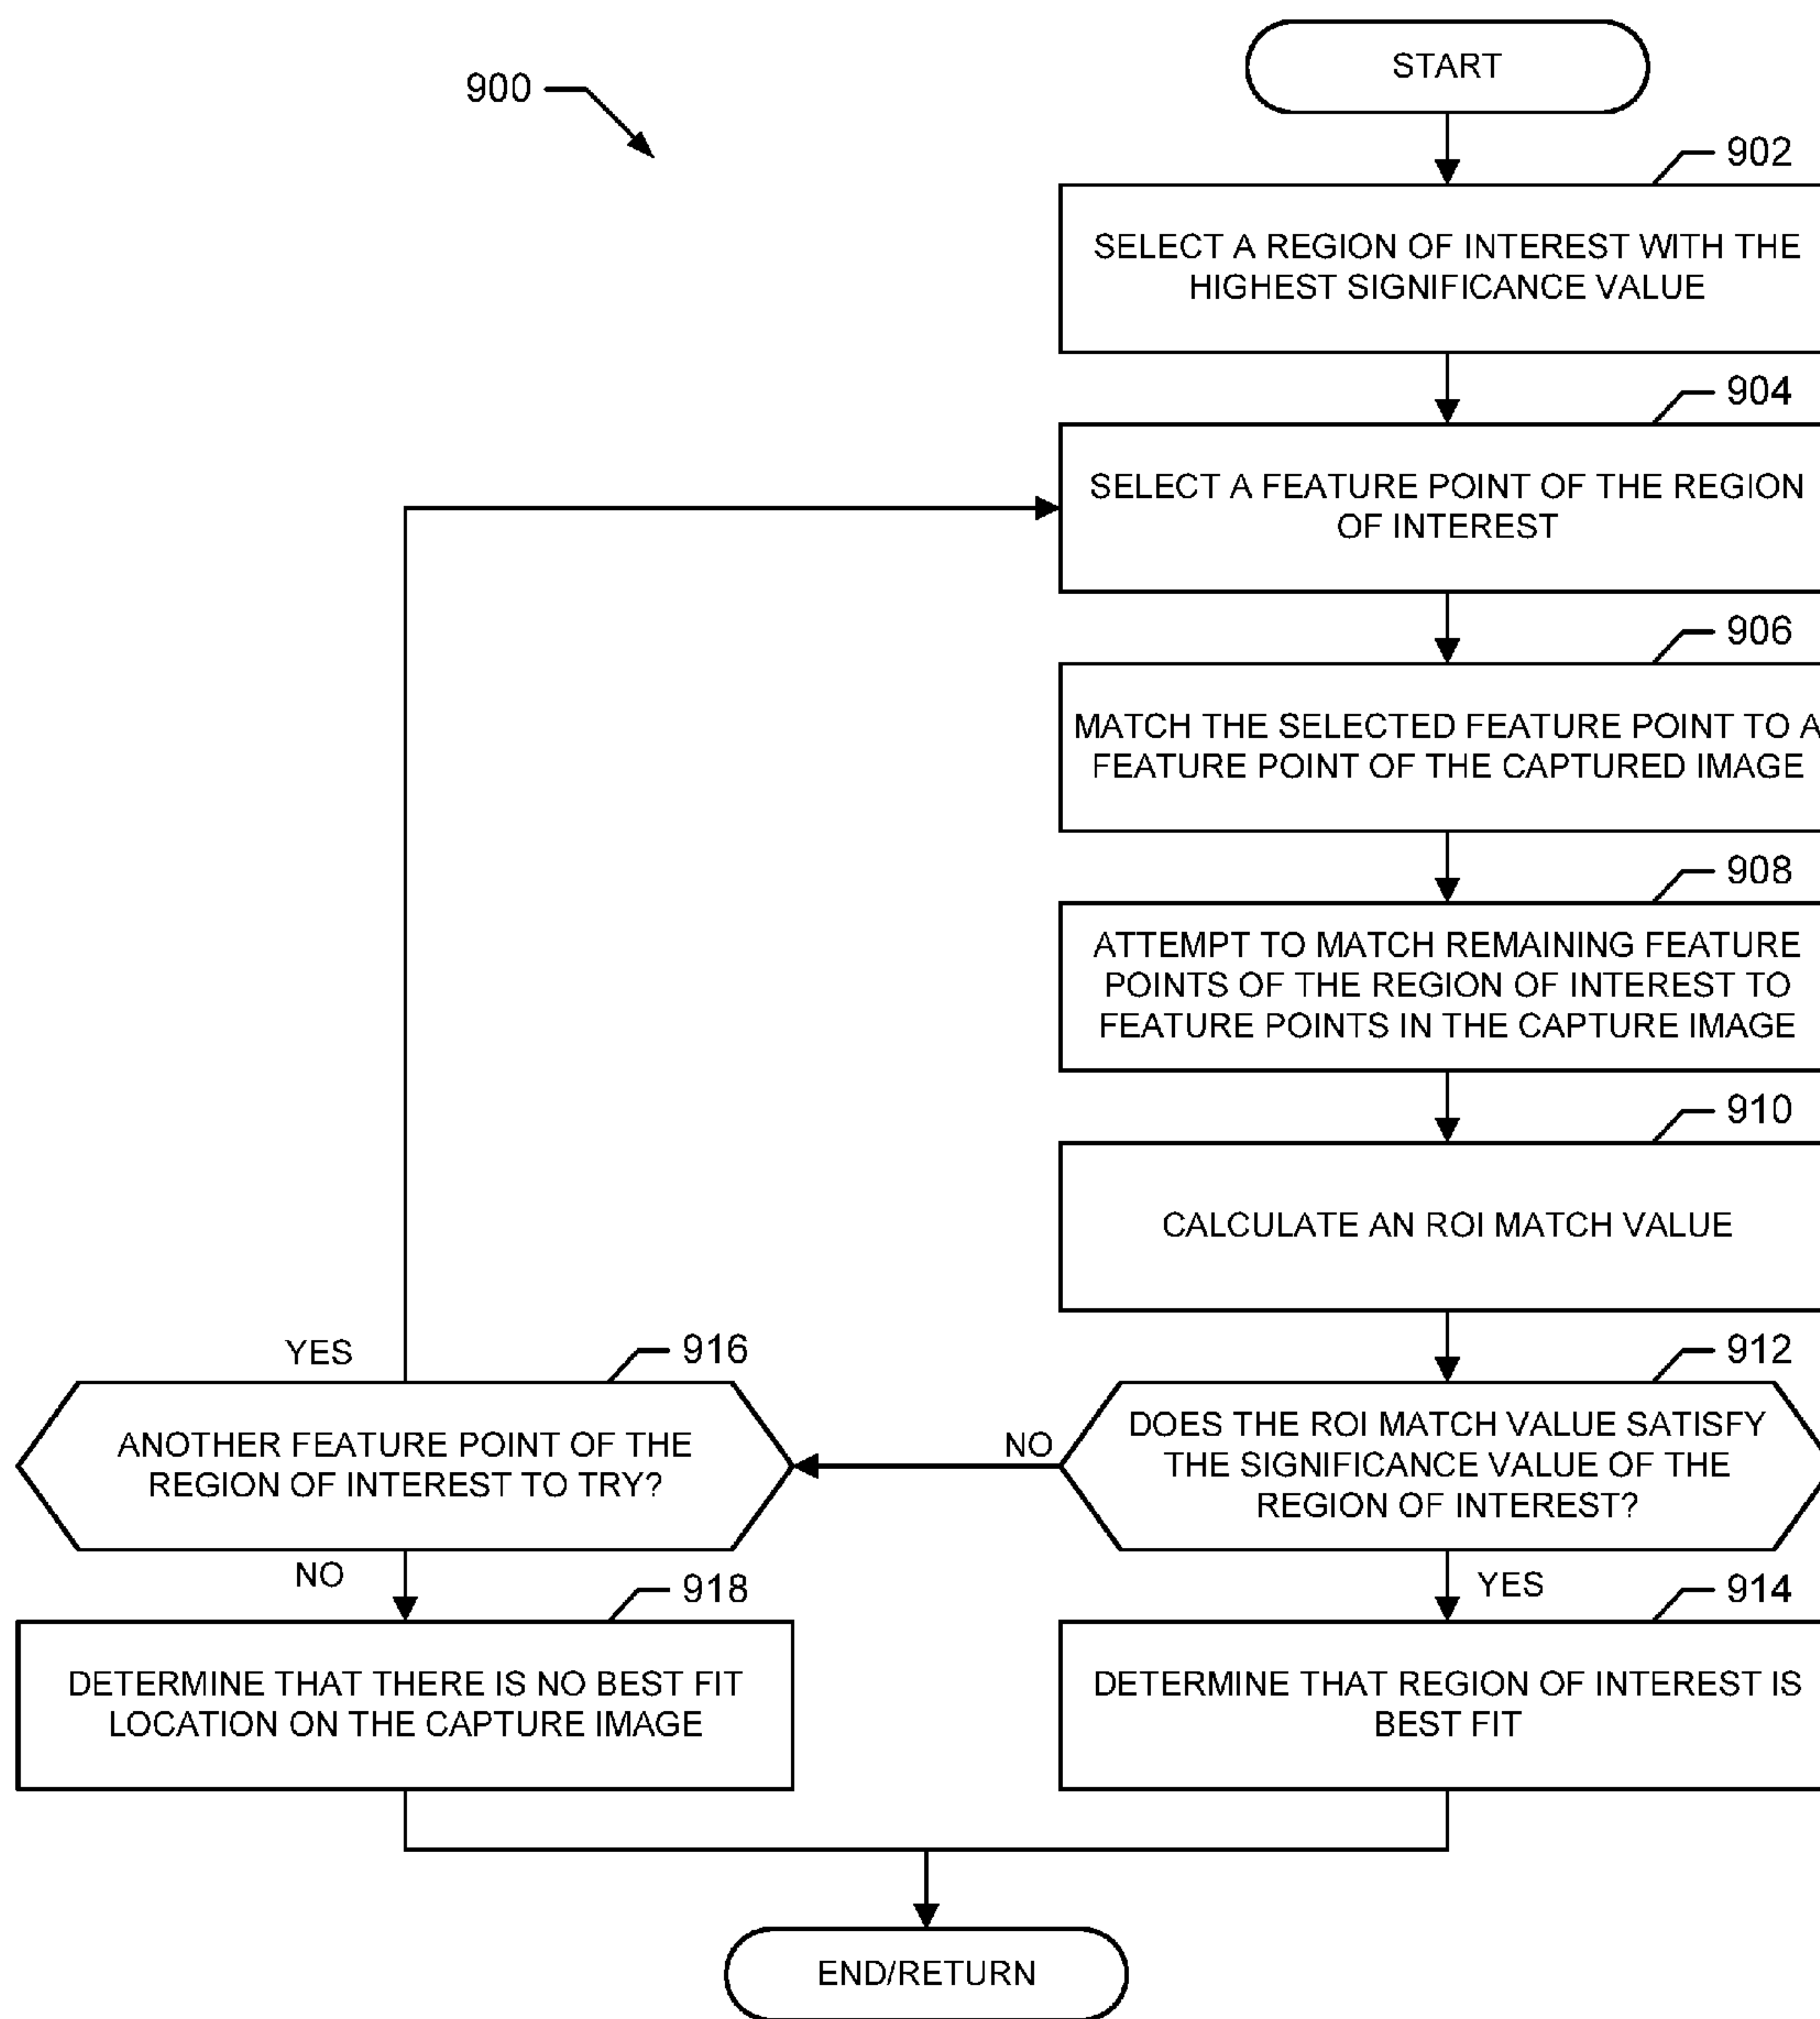 900
START
902
SELECT A REGION OF INTEREST WITH THE
HIGHEST SIGNIFICANCE VALUE
904
SELECT A FEATURE POINT OF THE REGION
OF INTEREST
906
MATCH THE SELECTED FEATURE POINT TO A
FEATURE POINT OF THE CAPTURED IMAGE
908
ATTEMPT TO MATCH REMAINING FEATURE
POINTS OF THE REGION OF INTEREST TO
FEATURE POINTS IN THE CAPTURE IMAGE
910
CALCULATE AN ROI MATCH VALUE
912
DOES THE ROI MATCH VALUE SATISFY
THE SIGNIFICANCE VALUE OF THE
REGION OF INTEREST?
NO
YES
916
ANOTHER FEATURE POINT OF THE
REGION OF INTEREST TO TRY?
NO
918
DETERMINE THAT THERE IS NO BEST FIT
LOCATION ON THE CAPTURE IMAGE
YES
914
DETERMINE THAT REGION OF INTEREST IS
BEST FIT
END/RETURN